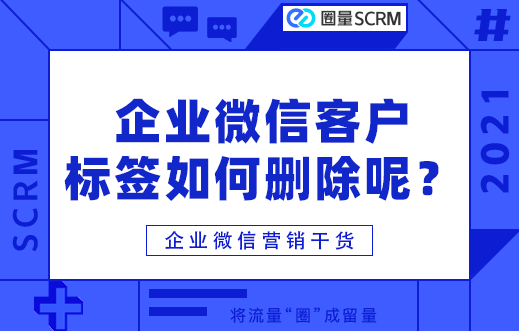 圈量SCRM
#
企业微信客户
标签如何删除呢？
企业微信营销干货
SCRM
2021
将流量“圈”成留量